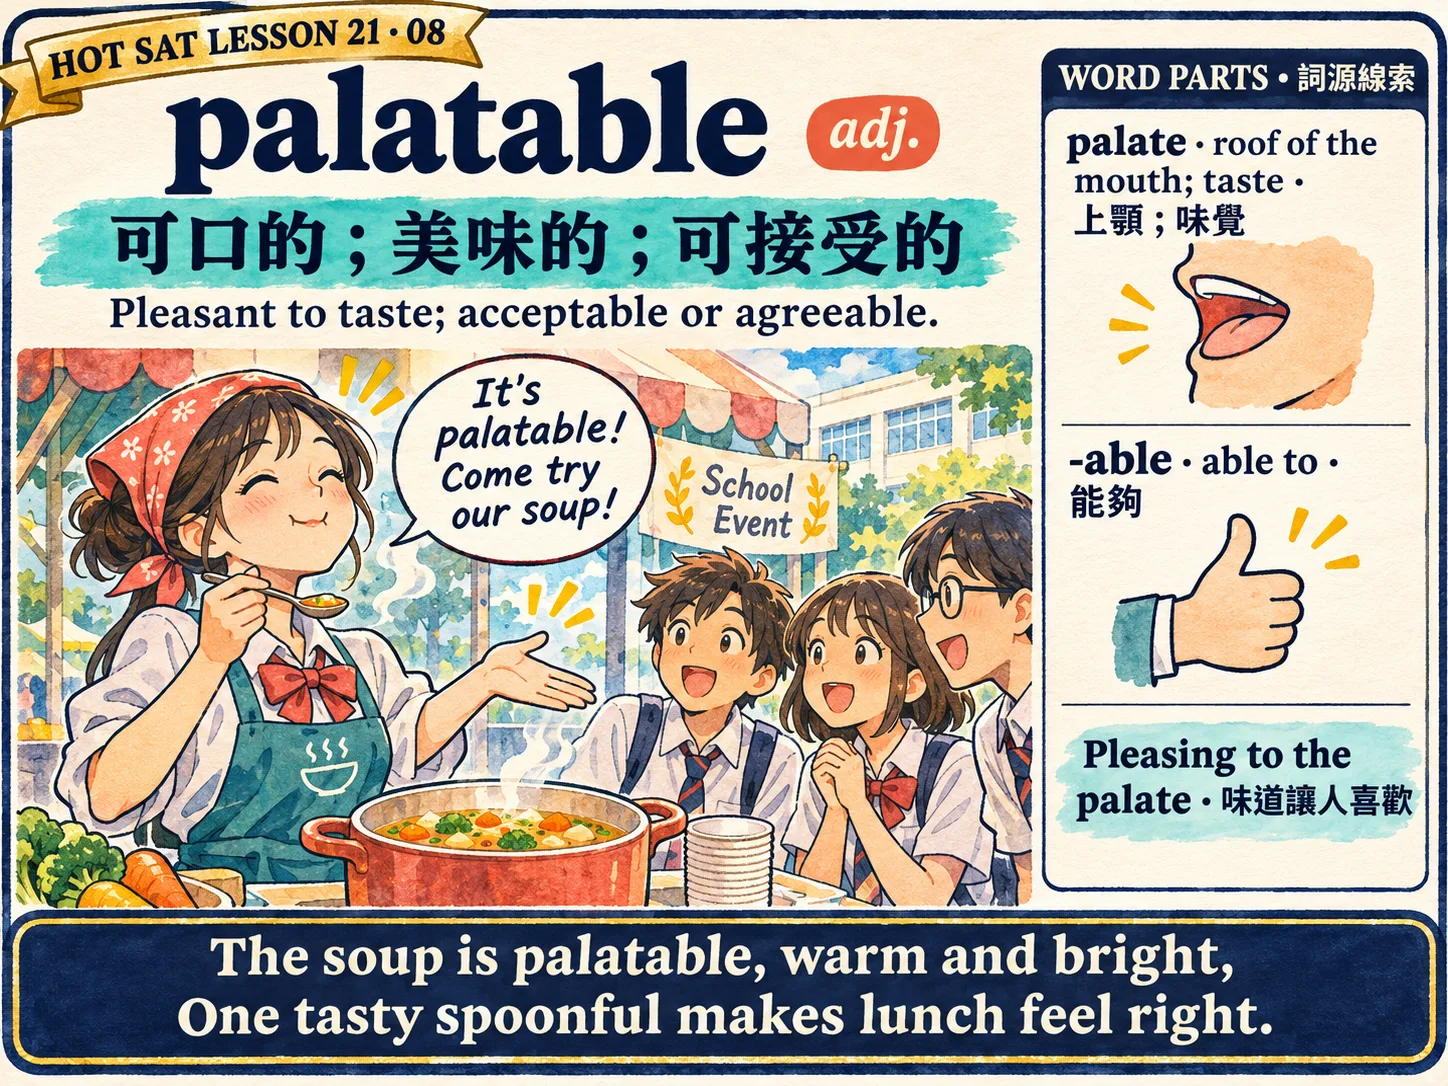 HOT SAT LESSON 21 • 08
palatable adj.
可口的；美味的；可接受的
Pleasant to taste; acceptable or agreeable.
It's
palatable!
Come try
our soup!
School
Event
WORD PARTS • 詞源線索
palate • roof of the
mouth; taste •
上顎；味覺
-able • able to •
能夠
Pleasing to the
palate • 味道讓人喜歡
The soup is palatable, warm and bright,
One tasty spoonful makes lunch feel right.